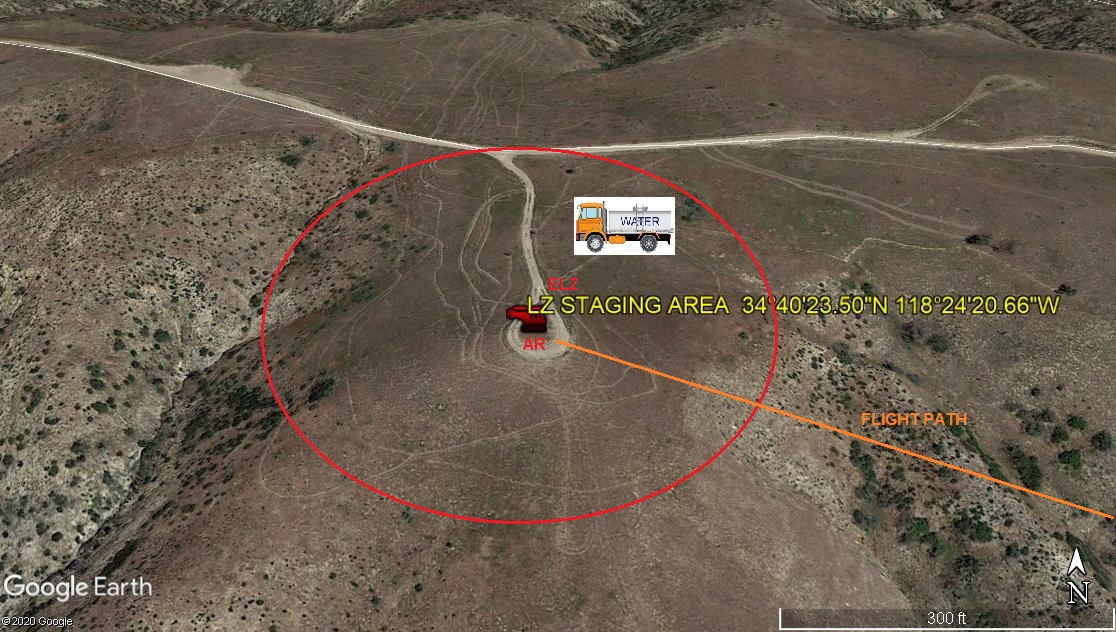 WATER
ELZ
LZ STAGING AREA 34°40'23.50"N 118°24'20.66"W
AR
FLIGHT PATH
Google Earth
©2020 Google
N
300 ft